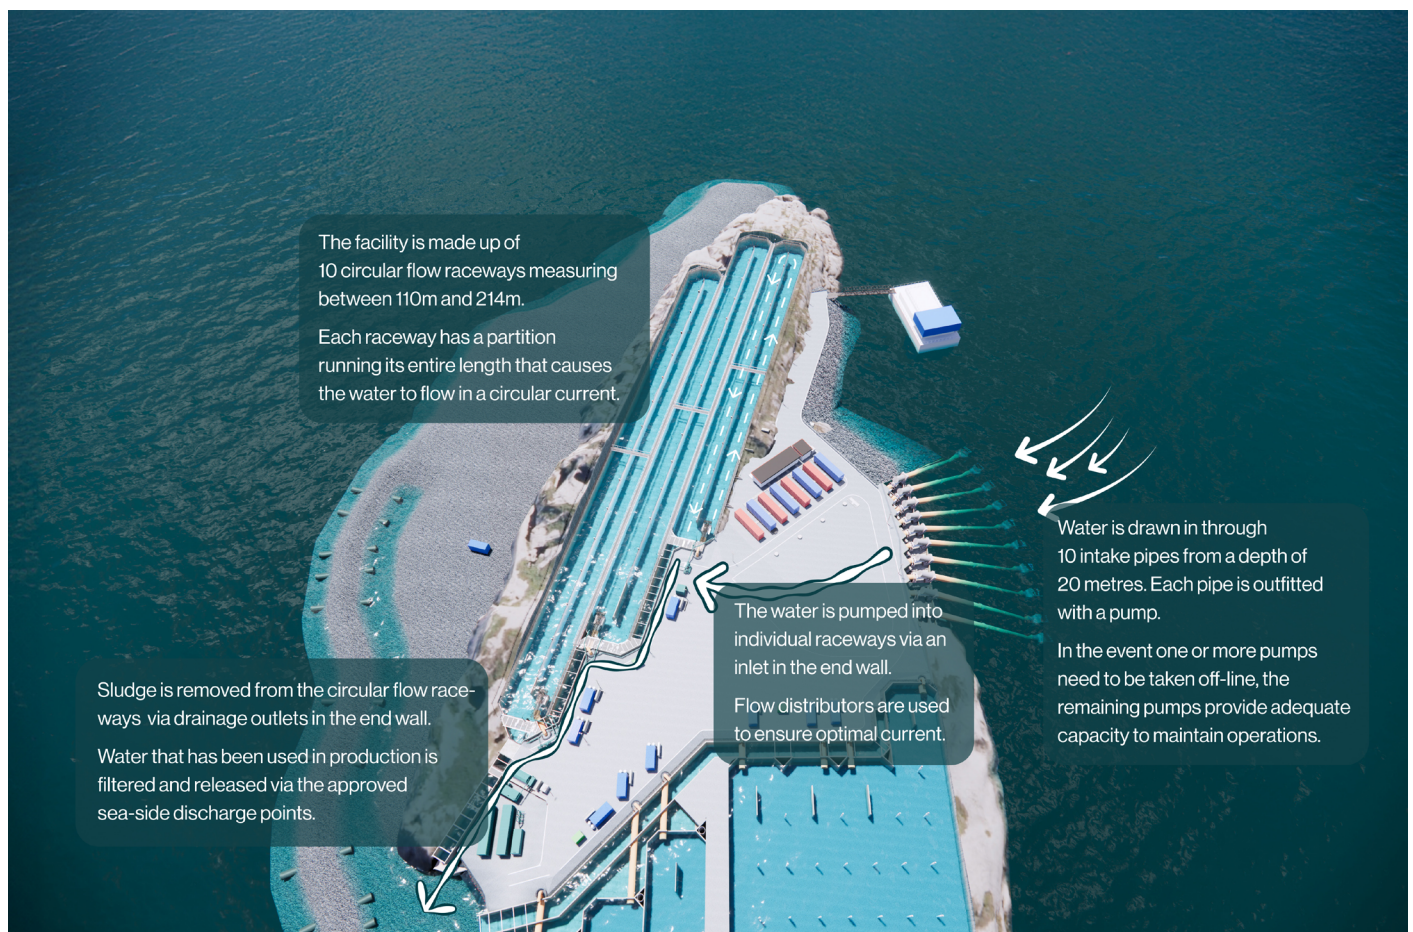 The facility is made up of
10 circular flow raceways measuring
between 110m and 214m.
Each raceway has a partition
running its entire length that causes
the water to flow in a circular current.
Water is drawn in through
10 intake pipes from a depth of
20 metres. Each pipe is outfitted
with a pump.
In the event one or more pumps
need to be taken off-line, the
remaining pumps provide adequate
capacity to maintain operations.
The water is pumped into
individual raceways via an
inlet in the end wall.
Flow distributors are used
to ensure optimal current.
Sludge is removed from the circular flow race-
ways via drainage outlets in the end wall.
Water that has been used in production is
filtered and released via the approved
sea-side discharge points.